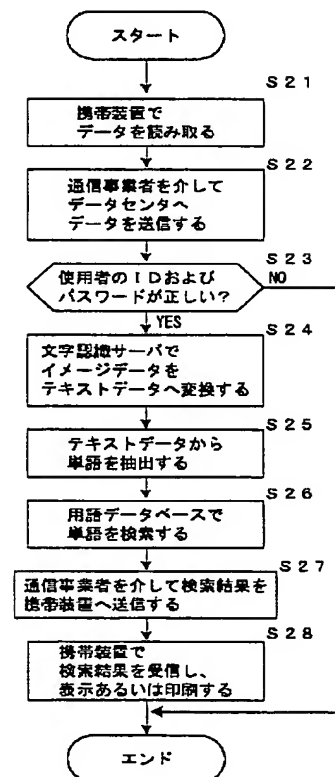 スタート
S21
携帯装置で
データを読み取る
S22
通信事業者を介して
データセンタへ
データを送信する
S23
使用者のIDおよび
パスワードが正しい?
NO
YES
S24
文字認識サーバで
イメージデータを
テキストデータへ変換する
S25
テキストデータから
単語を抽出する
S26
用語データベースで
単語を検索する
S27
通信事業者を介して検索結果を
携帯装置へ送信する
S28
携帯装置で
検索結果を受信し、
表示あるいは印刷する
エンド